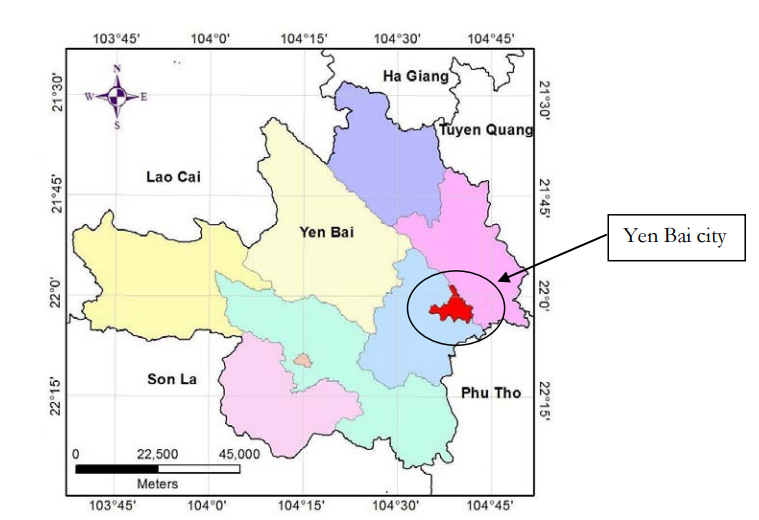 103°45' 104°0' 104°15' 104°30' 104°45'
N
W E
S
21°30' 21°30'
Ha Giang
Tuyen Quang
Lao Cai
21°45' 21°45'
Yen Bai
Yen Bai city
22°0' 22°0'
Son La
Phu Tho
22°15' 22°15'
0 22,500 45,000
Meters
103°45' 104°0' 104°15' 104°30' 104°45'